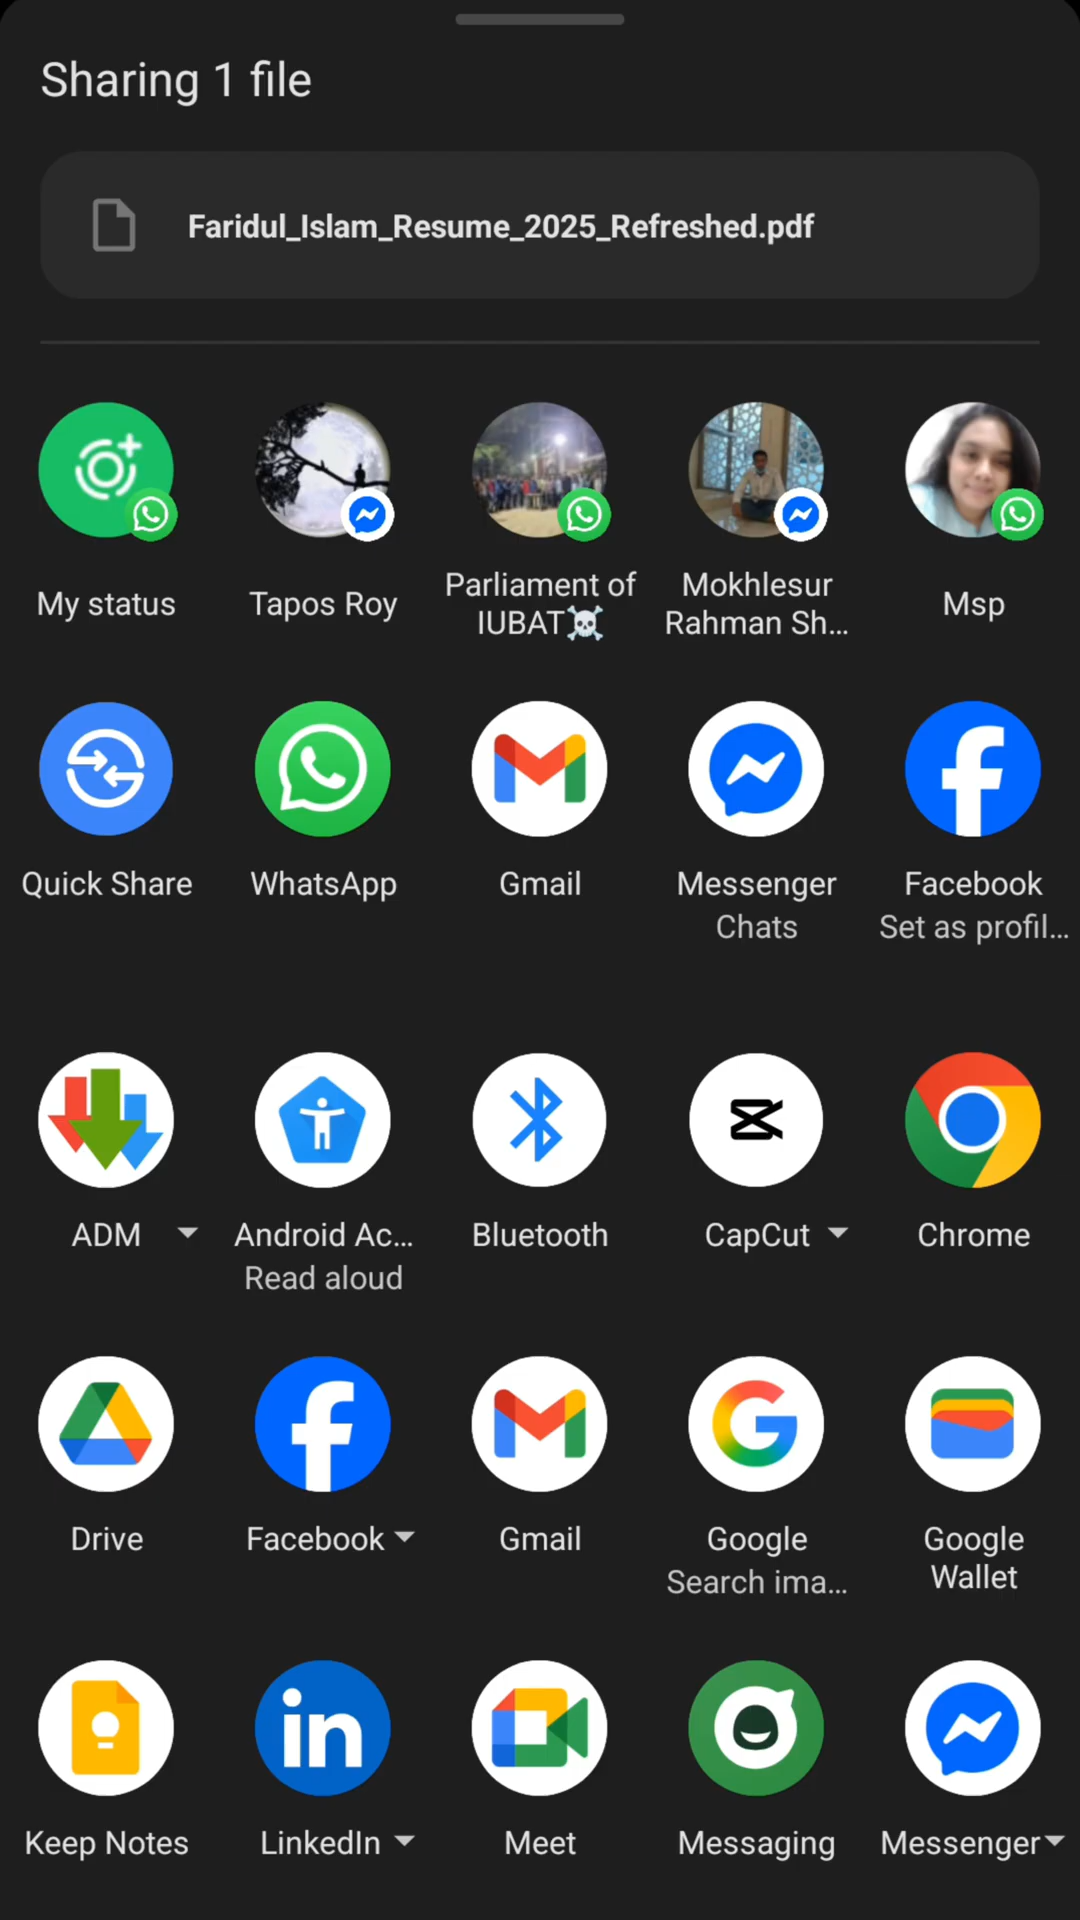 Sharing 1 file
Faridul_Islam_Resume_2025_Refreshed.pdf
My status
Tapos Roy
Parliament of
IUBAT☠️
Mokhlesur
Rahman Sh...
Msp
Quick Share
WhatsApp
Gmail
Messenger
Chats
Facebook
Set as profil...
ADM
Android Ac...
Read aloud
Bluetooth
CapCut
Chrome
Drive
Facebook
Gmail
Google
Search ima...
Google
Wallet
Keep Notes
LinkedIn
Meet
Messaging
Messenger